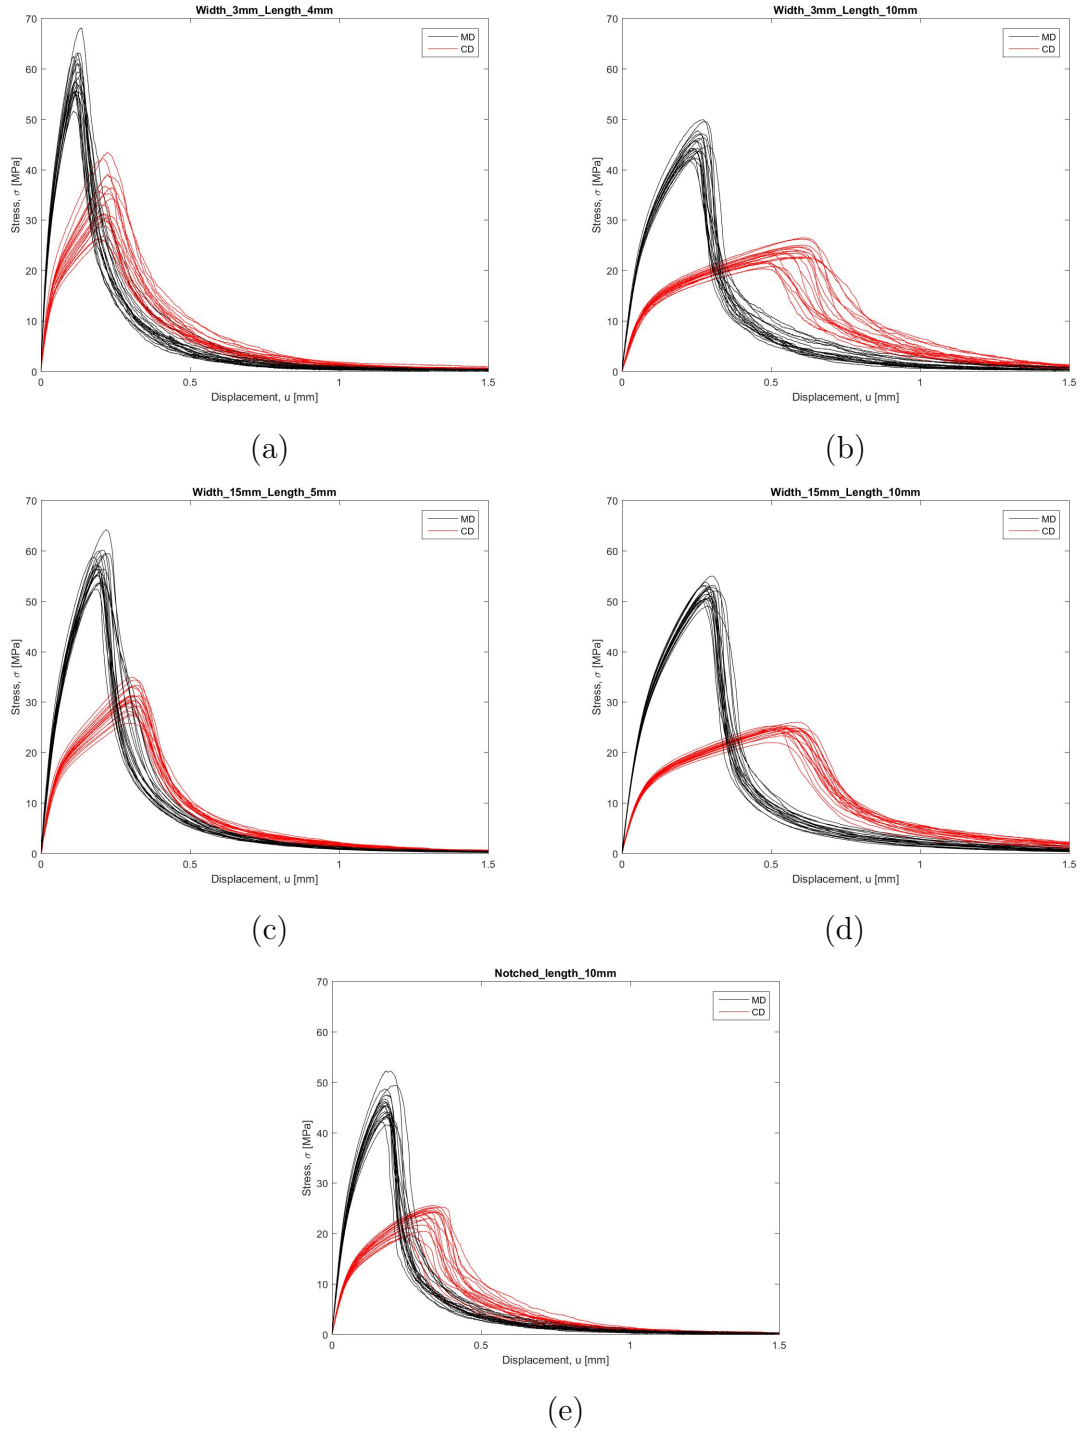 Width_3mm_Length_4mm
70
60
50
40
30
20
10
0
Stress, σ [MPa]
MD
CD
0
0.5
1
1.5
Displacement, u [mm]
(a)
Width_3mm_Length_10mm
70
60
50
40
30
20
10
0
Stress, σ [MPa]
MD
CD
0
0.5
1
1.5
Displacement, u [mm]
(b)
Width_15mm_Length_5mm
70
60
50
40
30
20
10
0
Stress, σ [MPa]
MD
CD
0
0.5
1
1.5
Displacement, u [mm]
(c)
Width_15mm_Length_10mm
70
60
50
40
30
20
10
0
Stress, σ [MPa]
MD
CD
0
0.5
1
1.5
Displacement, u [mm]
(d)
Notched_length_10mm
70
60
50
40
30
20
10
0
Stress, σ [MPa]
MD
CD
0
0.5
1
1.5
Displacement, u [mm]
(e)